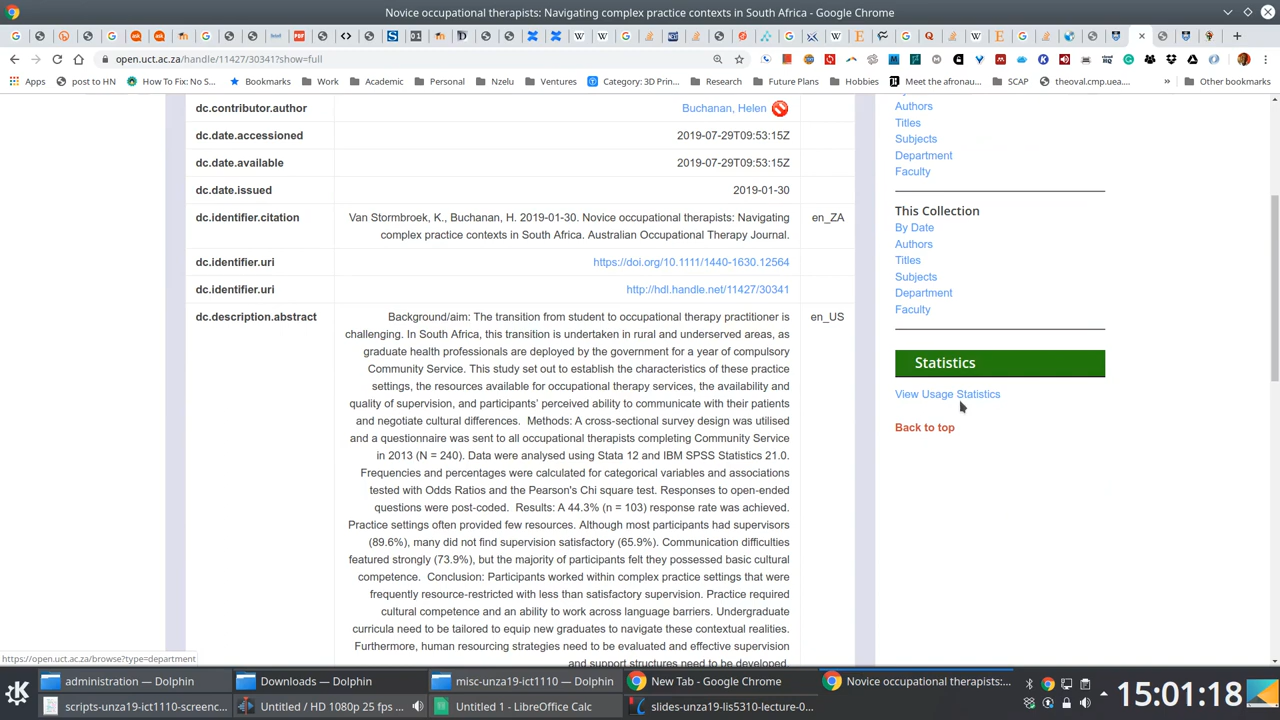 Novice occupational therapists: Navigating complex practice contexts in South Africa - Google Chrome
open.uct.ac.za/handle/11427/30341?show=full
Apps post to HN How To Fix: No S... Bookmarks Work Academic Personal Nzelu Ventures Category: 3D Prin... Research Future Plans Hobbies Meet the afronau... SCAP theoval.cmp.uea.... » Other bookmarks
dc.contributor.author Buchanan, Helen
dc.date.accessioned 2019-07-29T09:53:15Z
dc.date.available 2019-07-29T09:53:15Z
dc.date.issued 2019-01-30
dc.identifier.citation Van Stormbroek, K., Buchanan, H. 2019-01-30. Novice occupational therapists: Navigating en_ZA
complex practice contexts in South Africa. Australian Occupational Therapy Journal.
dc.identifier.uri https://doi.org/10.1111/1440-1630.12564
dc.identifier.uri http://hdl.handle.net/11427/30341
dc.description.abstract Background/aim: The transition from student to occupational therapy practitioner is en_US
challenging. In South Africa, this transition is undertaken in rural and underserved areas, as
graduate health professionals are deployed by the government for a year of compulsory
Community Service. This study set out to establish the characteristics of these practice
settings, the resources available for occupational therapy services, the availability and
quality of supervision, and participants' perceived ability to communicate with their patients
and negotiate cultural differences. Methods: A cross-sectional survey design was utilised
and a questionnaire was sent to all occupational therapists completing Community Service
in 2013 (N = 240). Data were analysed using Stata 12 and IBM SPSS Statistics 21.0.
Frequencies and percentages were calculated for categorical variables and associations
tested with Odds Ratios and the Pearson's Chi square test. Responses to open-ended
questions were post-coded. Results: A 44.3% (n = 103) response rate was achieved.
Practice settings often provided few resources. Although most participants had supervisors
(89.6%), many did not find supervision satisfactory (65.9%). Communication difficulties
featured strongly (73.9%), but the majority of participants felt they possessed basic cultural
competence. Conclusion: Participants worked within complex practice settings that were
frequently resource-restricted with less than satisfactory supervision. Practice required
cultural competence and an ability to work across language barriers. Undergraduate
curricula need to be tailored to equip new graduates to navigate these contextual realities.
Furthermore, human resourcing strategies need to be evaluated and effective supervision
and support structures need to be developed.
Authors
Titles
Subjects
Department
Faculty
This Collection
By Date
Authors
Titles
Subjects
Department
Faculty
Statistics
View Usage Statistics
Back to top
https://open.uct.ac.za/browse?type=department
administration — Dolphin Downloads — Dolphin misc-unza19-ict1110 — Dolphin New Tab - Google Chrome Novice occupational therapists:...
scripts-unza19-ict1110-screenc... Untitled / HD 1080p 25 fps ... Untitled 1 - LibreOffice Calc slides-unza19-lis5310-lecture-0...
15:01:18